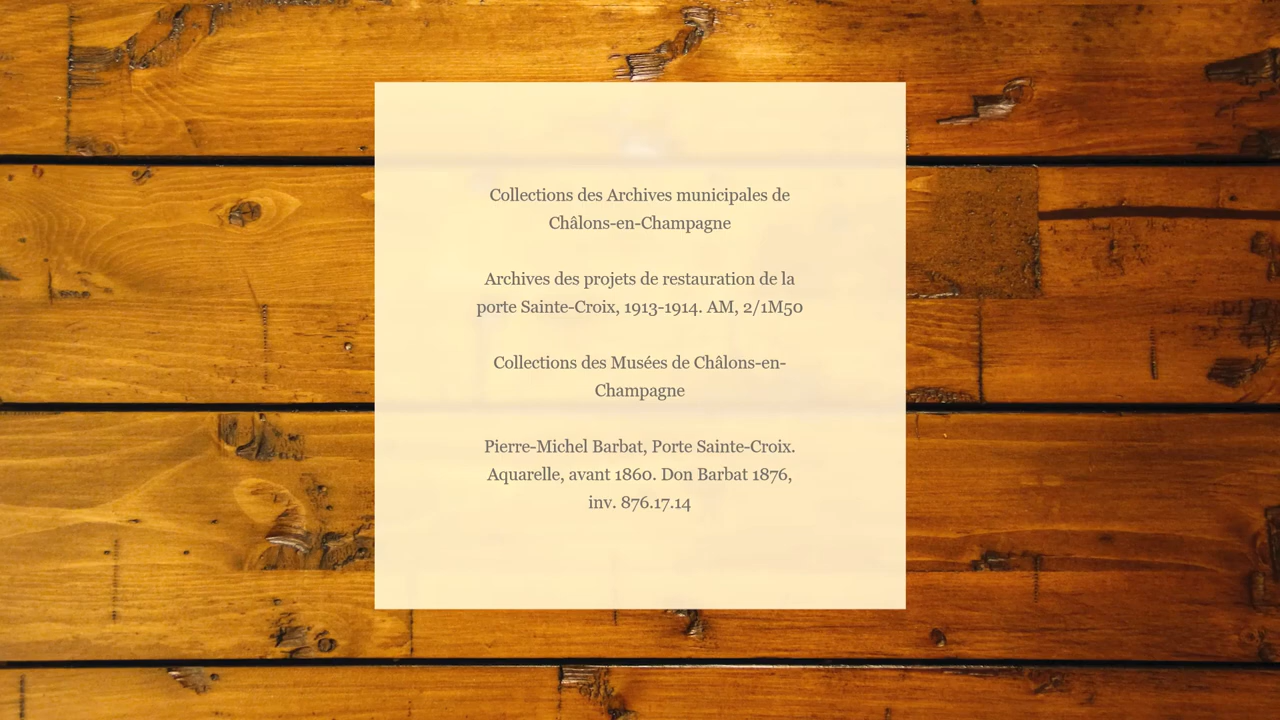 Collections des Archives municipales de
Châlons-en-Champagne
Archives des projets de restauration de la
porte Sainte-Croix, 1913-1914. AM, 2/1M50
Collections des Musées de Châlons-en-
Champagne
Pierre-Michel Barbat, Porte Sainte-Croix.
Aquarelle, avant 1860. Don Barbat 1876,
inv. 876.17.14